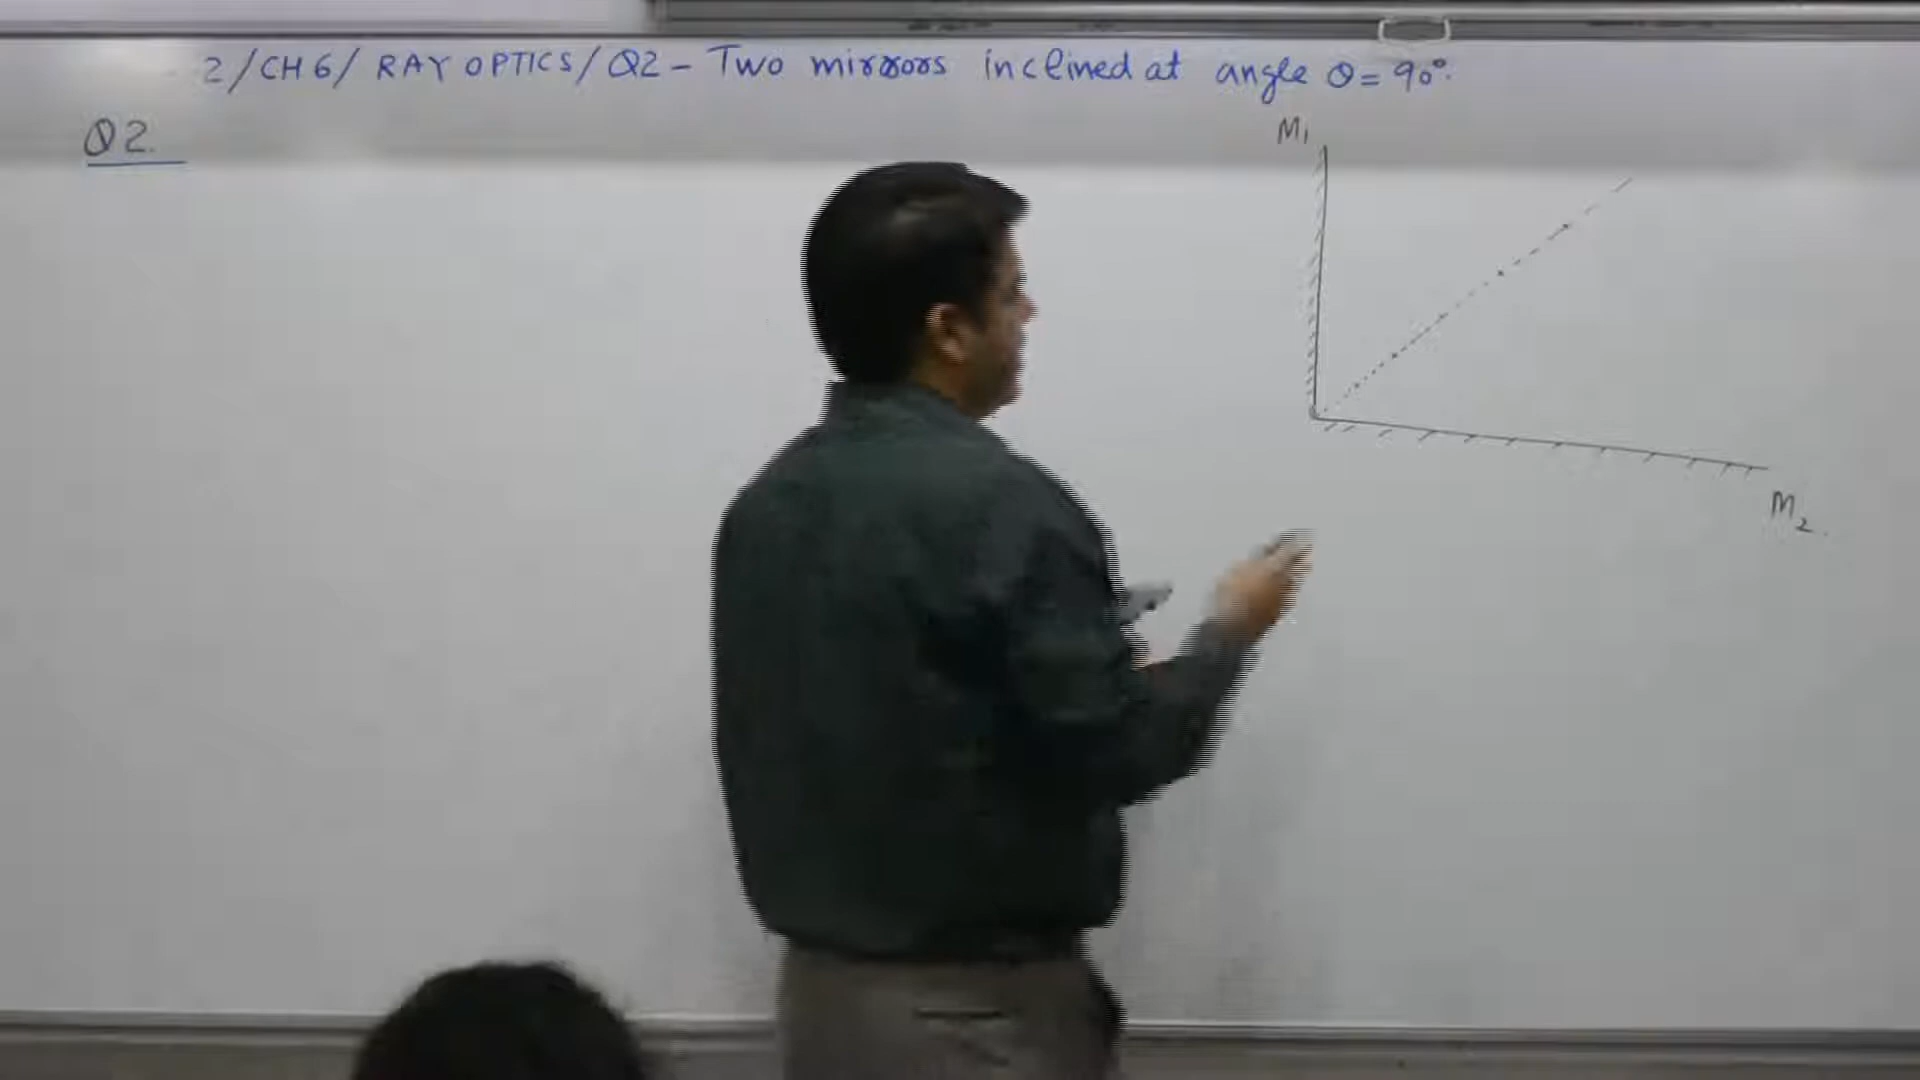 2/CH6/ RAY OPTICS/Q2 - Two mirrors inclined at angle θ = 90°.
Q2.
M1
M2.